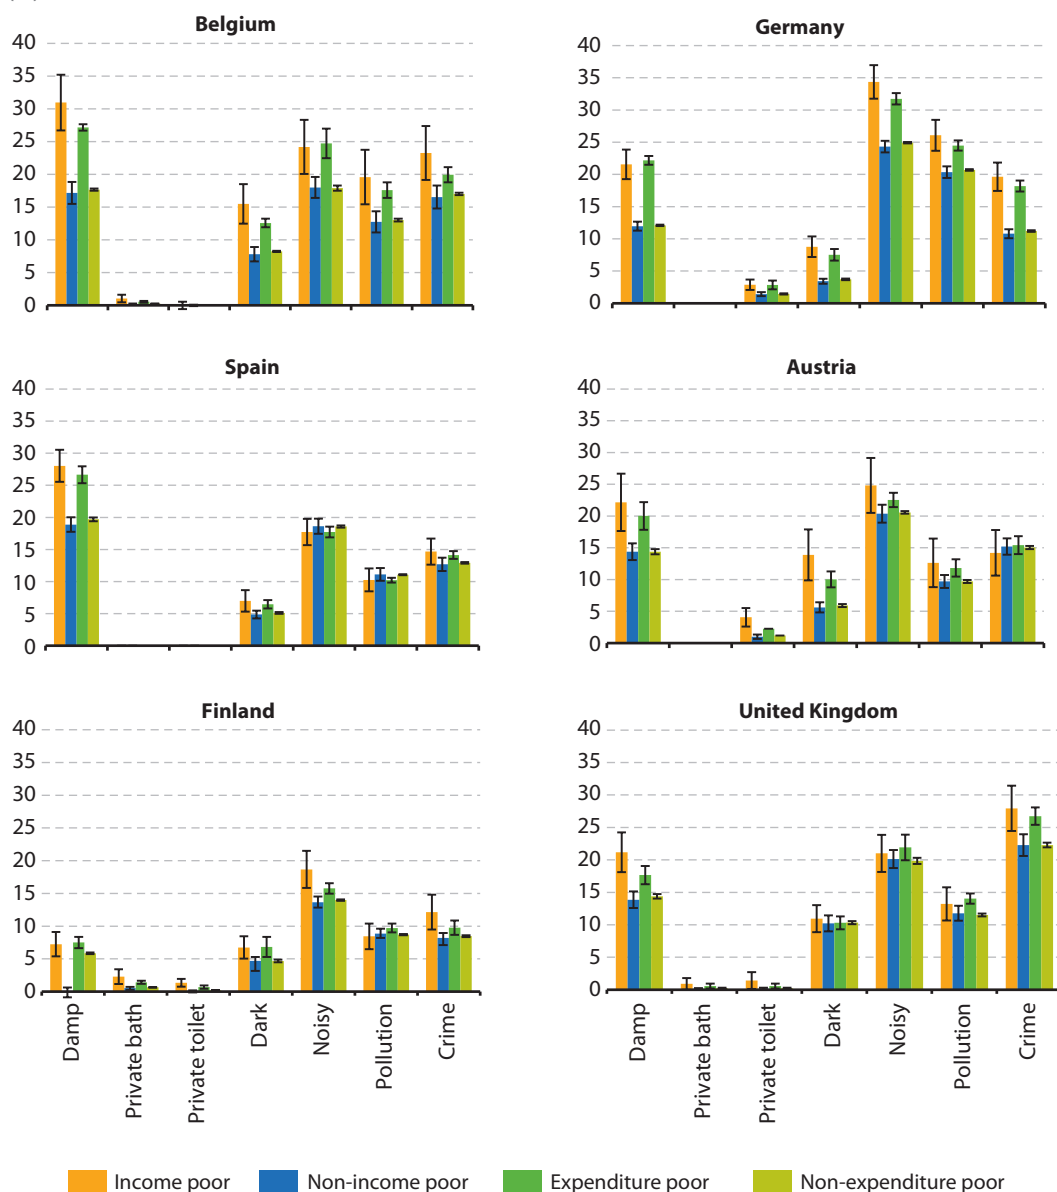 Belgium
Germany
40
35
30
25
20
15
10
5
0
40
35
30
25
20
15
10
5
0
Spain
Austria
40
35
30
25
20
15
10
5
0
40
35
30
25
20
15
10
5
0
Finland
United Kingdom
40
35
30
25
20
15
10
5
0
40
35
30
25
20
15
10
5
0
Damp
Private bath
Private toilet
Dark
Noisy
Pollution
Crime
Damp
Private bath
Private toilet
Dark
Noisy
Pollution
Crime
Income poor
Non-income poor
Expenditure poor
Non-expenditure poor